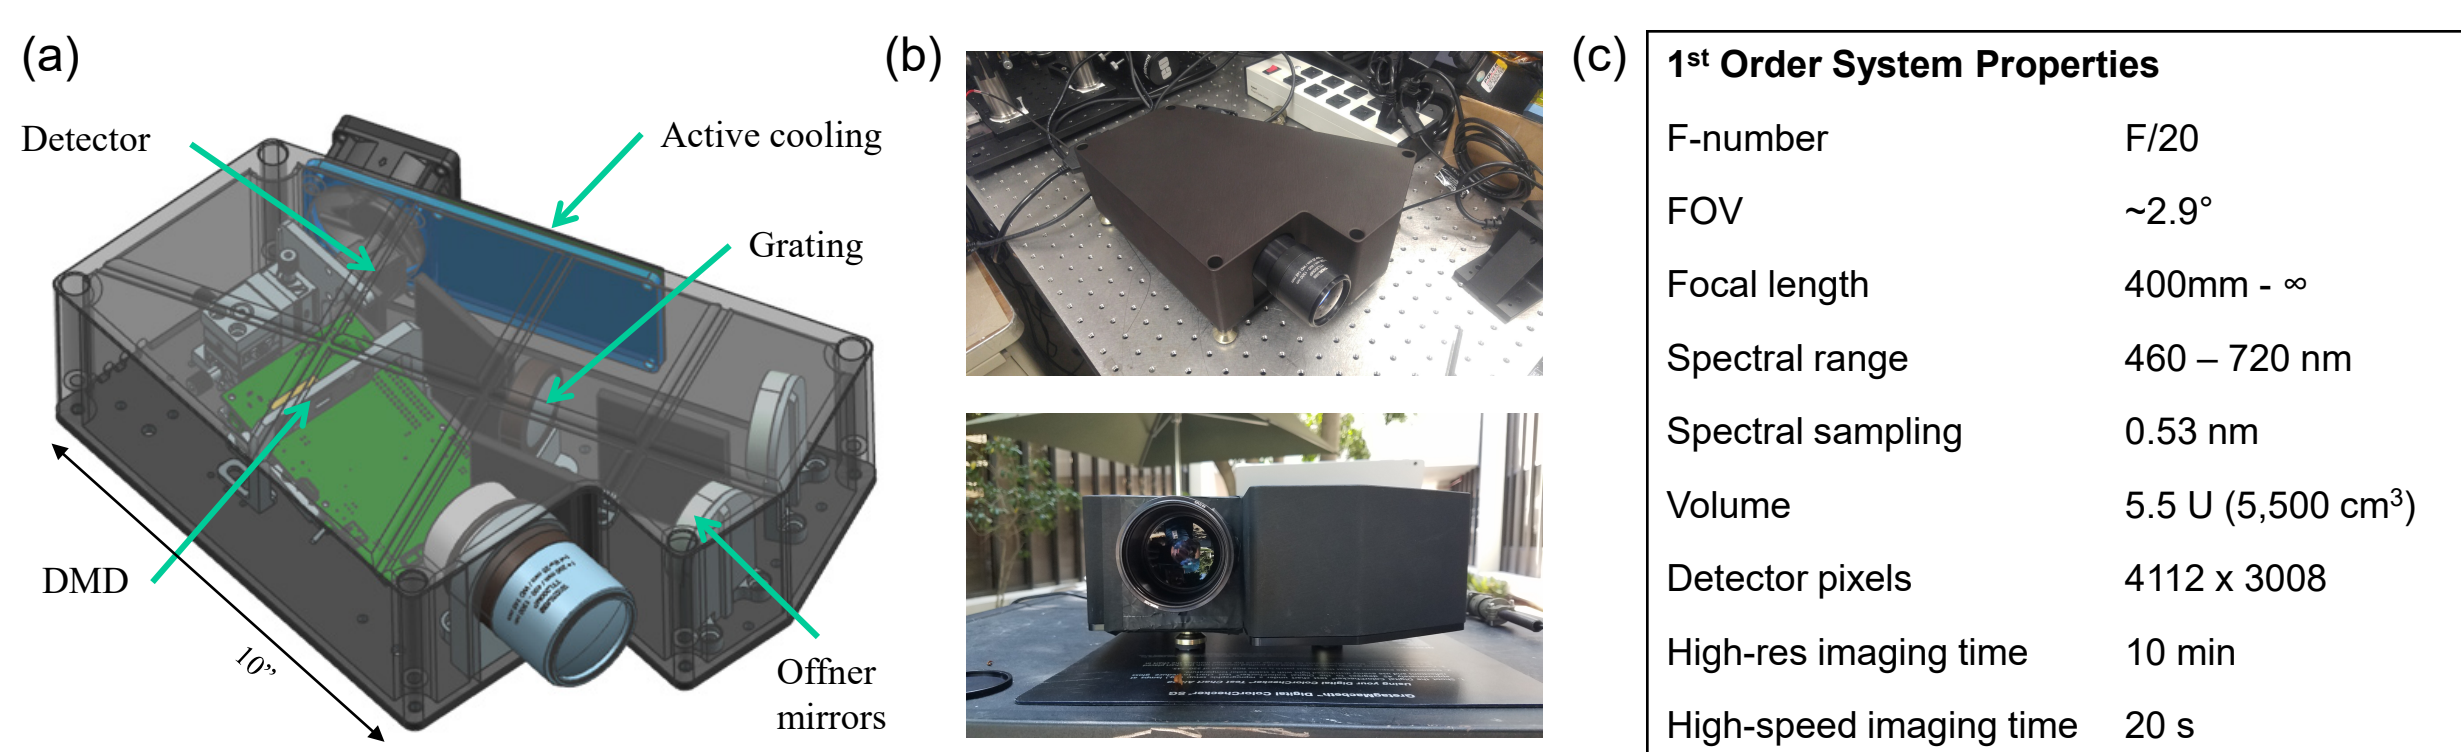 (a)
Detector
Active cooling
Grating
DMD
10”
Offner
mirrors
(b)
(c)
1st Order System Properties
F-number F/20
FOV ~2.9°
Focal length 400mm - ∞
Spectral range 460 – 720 nm
Spectral sampling 0.53 nm
Volume 5.5 U (5,500 cm3)
Detector pixels 4112 x 3008
High-res imaging time 10 min
High-speed imaging time 20 s